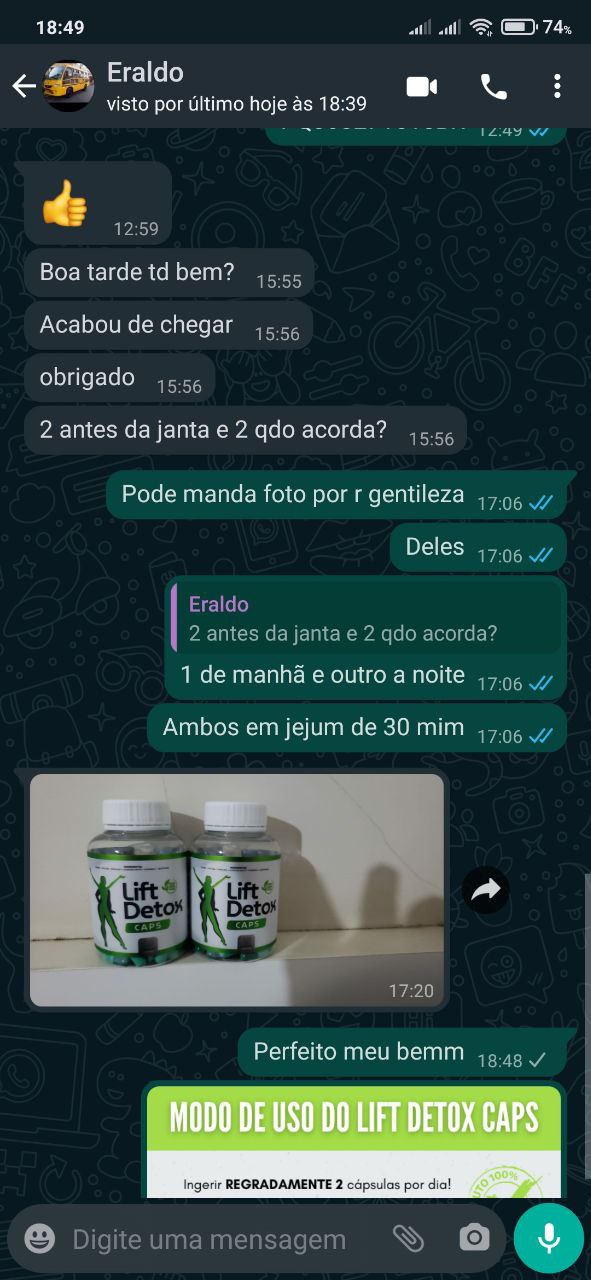 18:49
74%
Eraldo
visto por último hoje às 18:39
12:49
12:59
Boa tarde td bem? 15:55
Acabou de chegar 15:56
obrigado 15:56
2 antes da janta e 2 qdo acorda? 15:56
Pode manda foto por r gentileza 17:06
Deles 17:06
Eraldo
2 antes da janta e 2 qdo acorda?
1 de manhã e outro a noite 17:06
Ambos em jejum de 30 mim 17:06
Lift
Detox
CAPS
Lift
Detox
CAPS
17:20
Perfeito meu bemm 18:48
MODO DE USO DO LIFT DETOX CAPS
Ingerir REGRADAMENTE 2 cápsulas por dia!
100%
Digite uma mensagem